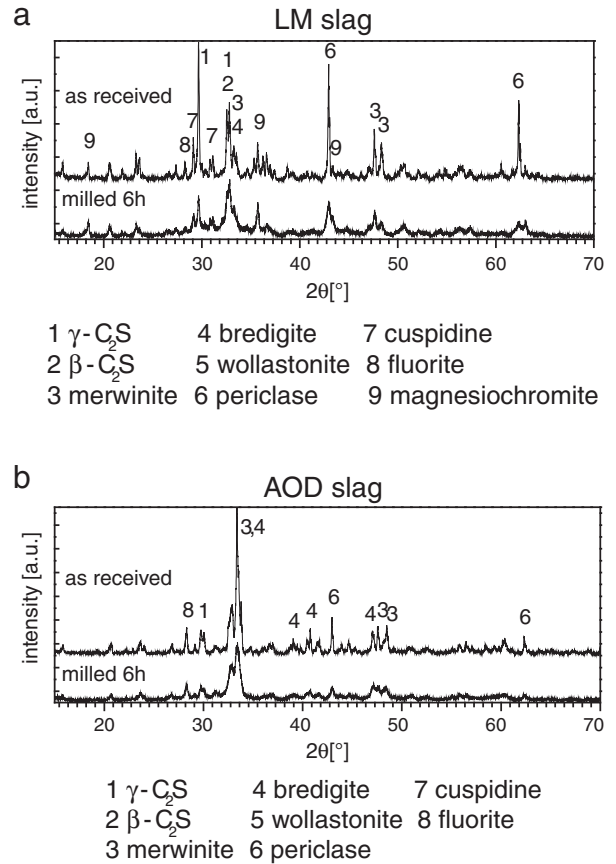 a
LM slag
intensity [a.u.]
as received
milled 6h
9
8
7
1
7
1
2
3
4
9
6
9
3
3
6
20 30 40 50 60 70
2θ[°]
1 γ-C₂S 4 bredigite 7 cuspidine
2 β-C₂S 5 wollastonite 8 fluorite
3 merwinite 6 periclase 9 magnesiochromite
b
AOD slag
intensity [a.u.]
as received
milled 6h
3,4
8
1
4
4
6
4
3
3
6
20 30 40 50 60 70
2θ[°]
1 γ-C₂S 4 bredigite 7 cuspidine
2 β-C₂S 5 wollastonite 8 fluorite
3 merwinite 6 periclase